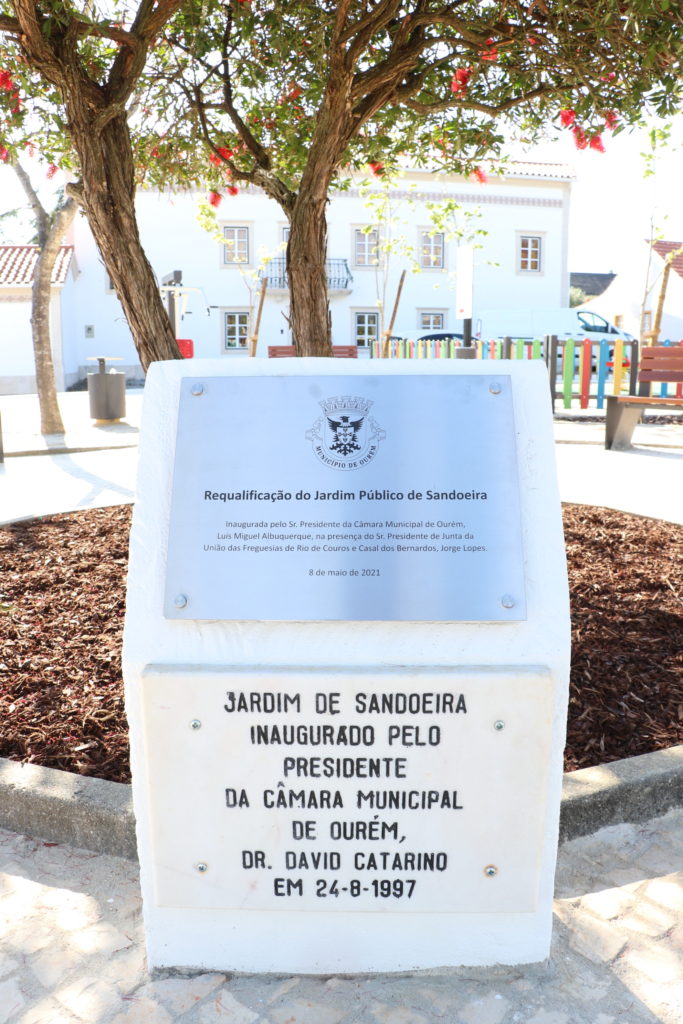 MUNICÍPIO DE OURÉM
Requalificação do Jardim Público de Sandoeira
Inaugurada pelo Sr. Presidente da Câmara Municipal de Ourém,
Luís Miguel Albuquerque, na presença do Sr. Presidente de Junta da
União das Freguesias de Rio de Couros e Casal dos Bernardos, Jorge Lopes.
8 de maio de 2021
JARDIM DE SANDOEIRA
INAUGURADO PELO
PRESIDENTE
DA CÂMARA MUNICIPAL
DE OURÉM,
DR. DAVID CATARINO
EM 24-8-1997